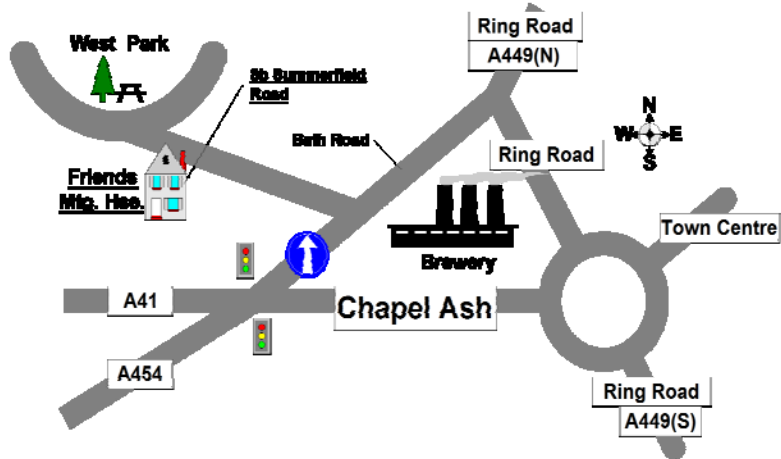 Ring Road
A449(N)
West Park
8b Summerfield
Road
Bath Road
N
W
E
S
Ring Road
Friends
Mtg. Hse.
Town Centre
Brewery
A41
Chapel Ash
A454
Ring Road
A449(S)